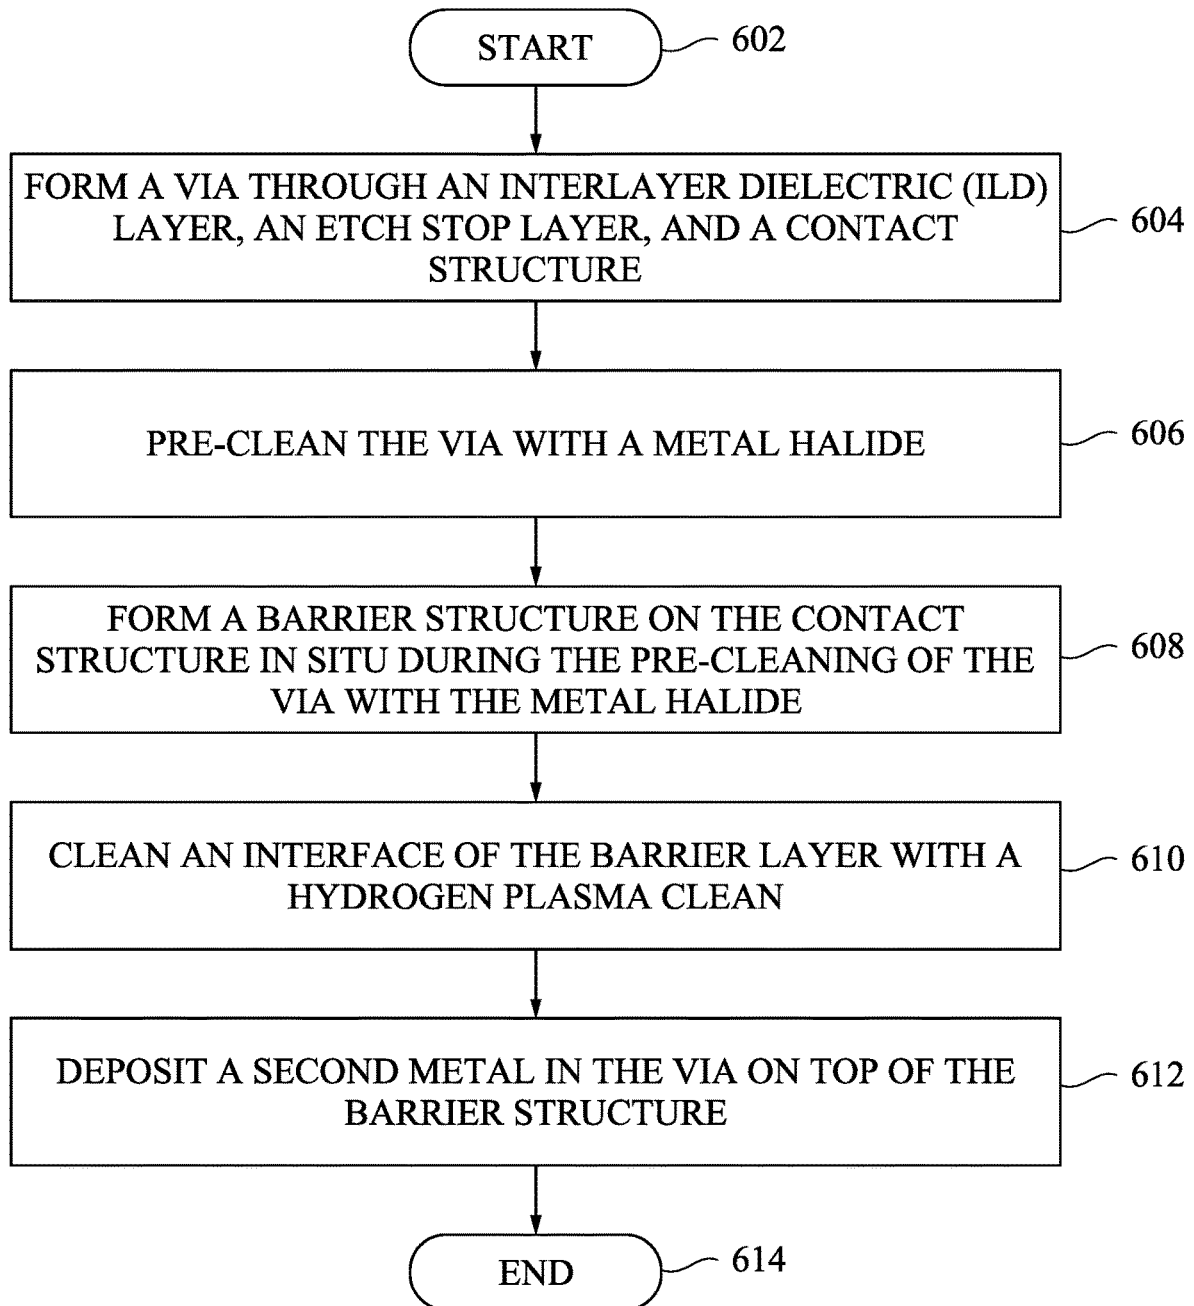 START
602
FORM A VIA THROUGH AN INTERLAYER DIELECTRIC (ILD)
LAYER, AN ETCH STOP LAYER, AND A CONTACT
STRUCTURE
604
PRE-CLEAN THE VIA WITH A METAL HALIDE
606
FORM A BARRIER STRUCTURE ON THE CONTACT
STRUCTURE IN SITU DURING THE PRE-CLEANING OF THE
VIA WITH THE METAL HALIDE
608
CLEAN AN INTERFACE OF THE BARRIER LAYER WITH A
HYDROGEN PLASMA CLEAN
610
DEPOSIT A SECOND METAL IN THE VIA ON TOP OF THE
BARRIER STRUCTURE
612
END
614